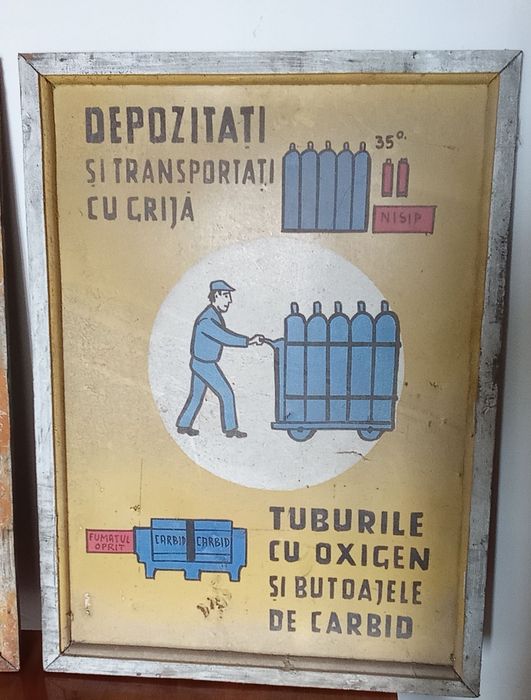 DEPOZITAȚI
ȘI TRANSPORTAȚI
CU GRIJĂ
35°.
NISIP
FUMATUL
OPRIT
CARBID CARBID
TUBURILE
CU OXIGEN
ȘI BUTOAJELE
DE CARBID